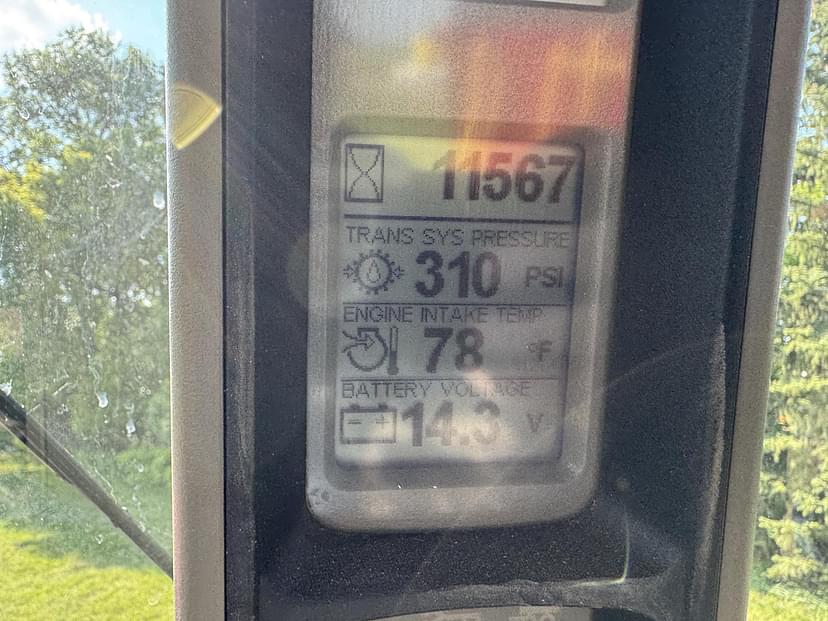 11567
TRANS SYS PRESSURE
310 PSI
ENGINE INTAKE TEMP
78 °F
BATTERY VOLTAGE
14.3 V